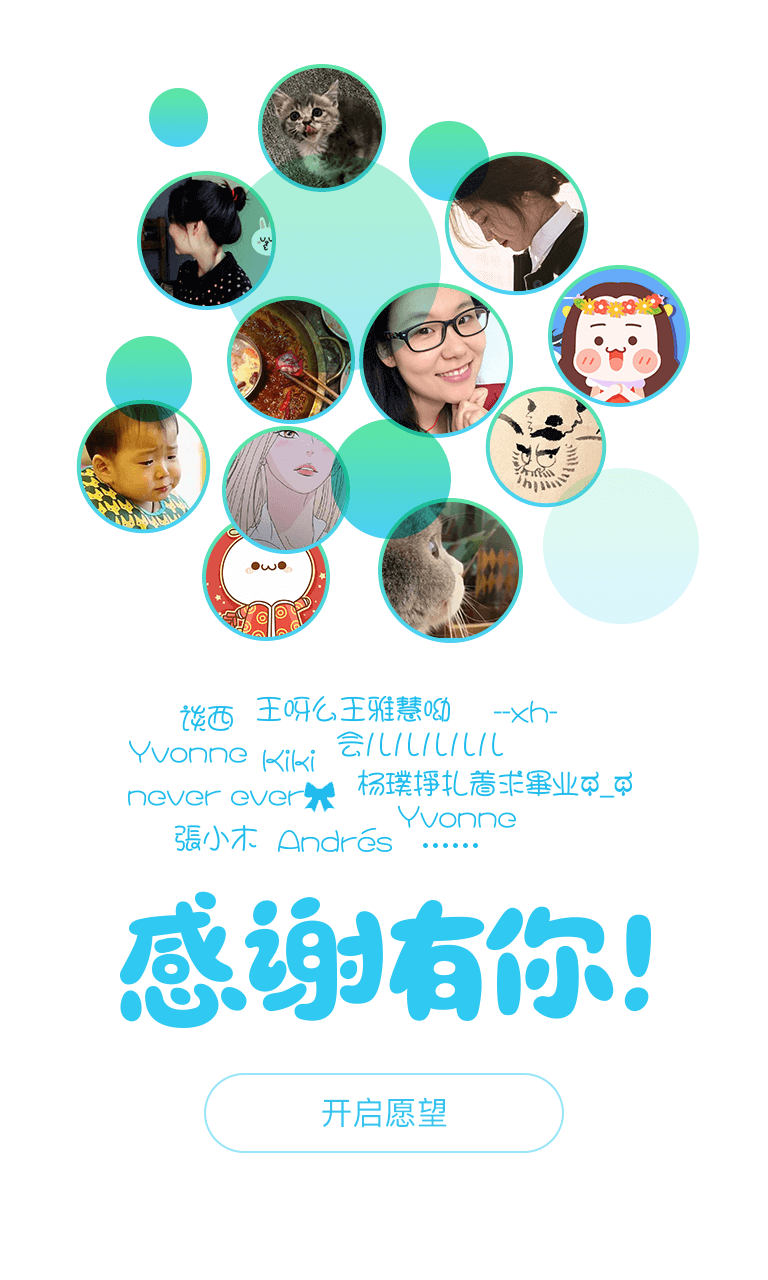 谈西 王呀么王雅慧呦 --xh-
Yvonne Kiki 会儿儿儿儿儿儿
never ever 杨璞挣扎着求畢业ф_ф
Yvonne
張小木 Andrés ······
感谢有你!
开启愿望